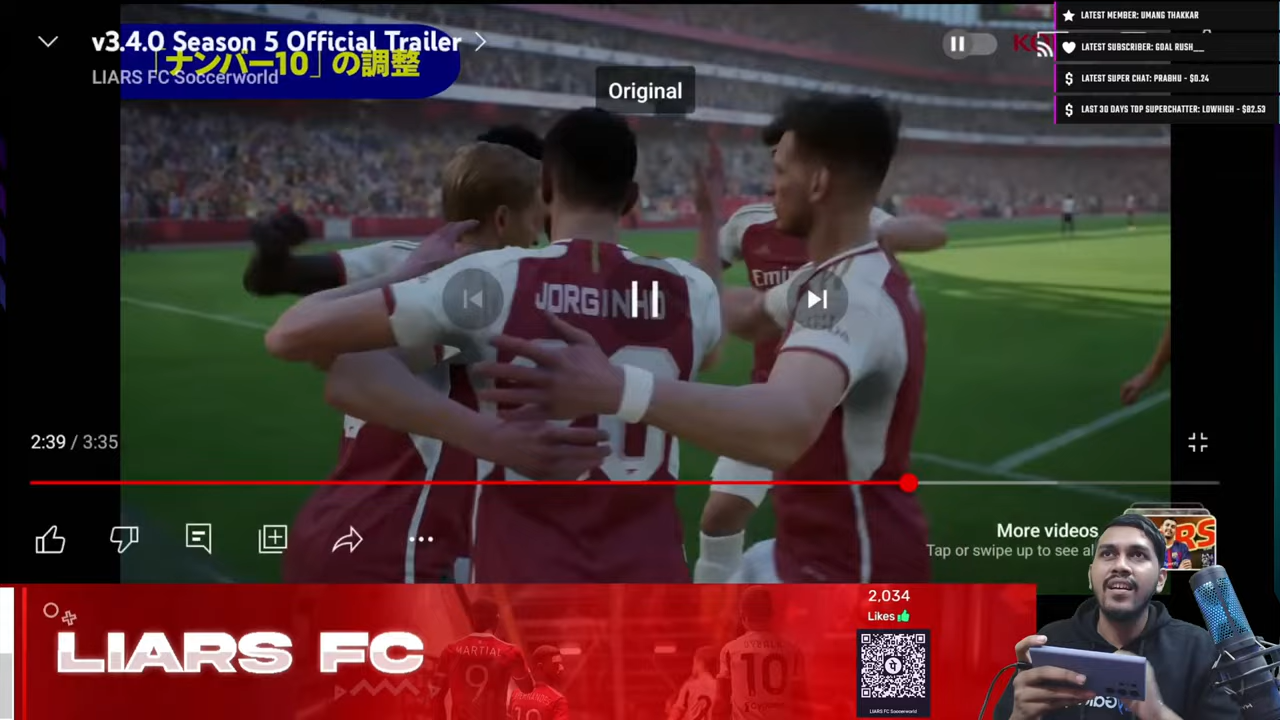 v3.4.0 Season 5 Official Trailer
「ナンバー10」の調整
LIARS FC Soccerworld
Original
LATEST MEMBER: UMANG THAKKAR
LATEST SUBSCRIBER: GOAL RUSH__
LATEST SUPER CHAT: PRABHU - $0.24
LAST 30 DAYS TOP SUPERCHATTER: LOWHIGH - $82.53
JORGINHO
2:39 / 3:35
More videos
Tap or swipe up to see al
LIARS FC
MARTIAL
9
10
2,034
Likes
LIARS FC Soccerworld